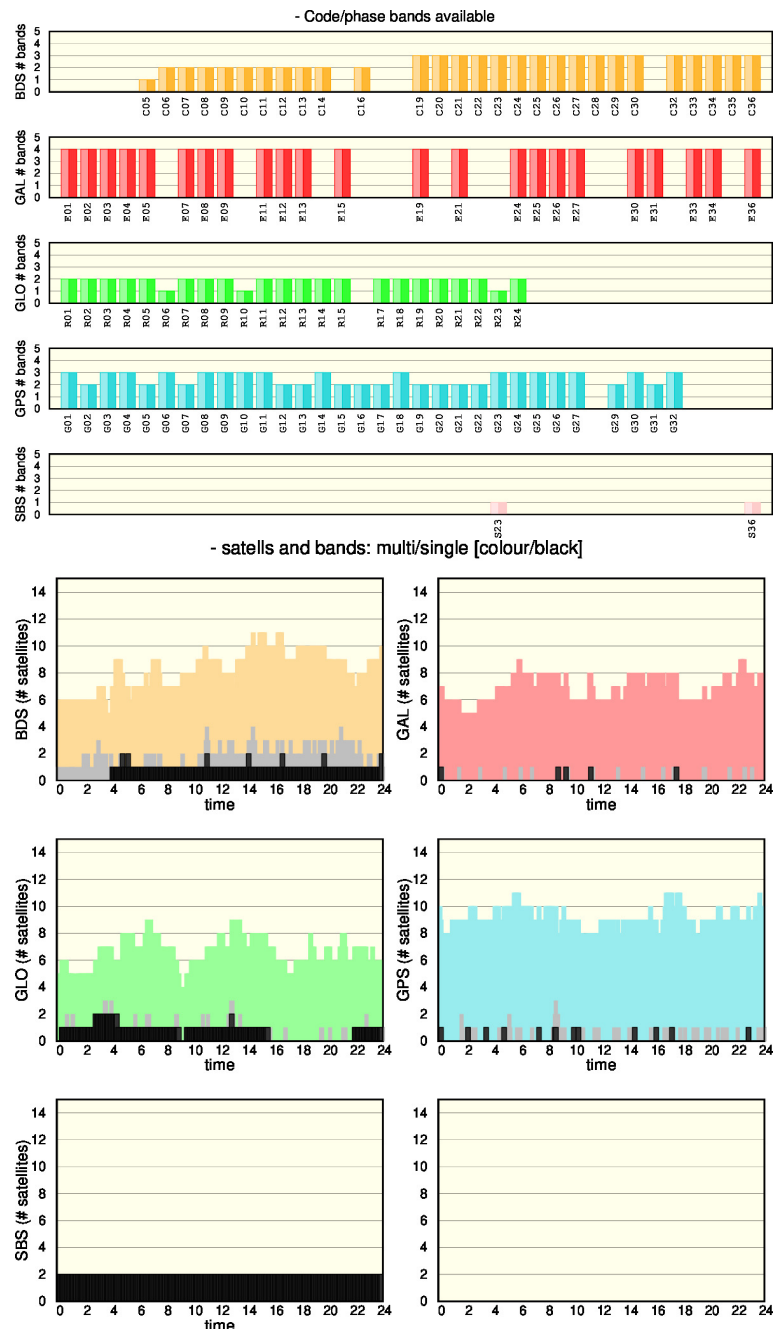 - Code/phase bands available
BDS # bands
5
4
3
2
1
0
C05 C06 C07 C08 C09 C10 C11 C12 C13 C14 C16 C19 C20 C21 C22 C23 C24 C25 C26 C27 C28 C29 C30 C32 C33 C34 C35 C36
GAL # bands
5
4
3
2
1
0
E01 E02 E03 E04 E05 E07 E08 E09 E11 E12 E13 E15 E19 E21 E24 E25 E26 E27 E30 E31 E33 E34 E36
GLO # bands
5
4
3
2
1
0
R01 R02 R03 R04 R05 R06 R07 R08 R09 R10 R11 R12 R13 R14 R15 R17 R18 R19 R20 R21 R22 R23 R24
GPS # bands
5
4
3
2
1
0
G01 G02 G03 G04 G05 G06 G07 G08 G09 G10 G11 G12 G13 G14 G15 G16 G17 G18 G19 G20 G21 G22 G23 G24 G25 G26 G27 G29 G30 G31 G32
SBS # bands
5
4
3
2
1
0
S23 S36
- satells and bands: multi/single [colour/black]
BDS (# satellites)
14
12
10
8
6
4
2
0
0 2 4 6 8 10 12 14 16 18 20 22 24
time
GAL (# satellites)
14
12
10
8
6
4
2
0
0 2 4 6 8 10 12 14 16 18 20 22 24
time
GLO (# satellites)
14
12
10
8
6
4
2
0
0 2 4 6 8 10 12 14 16 18 20 22 24
time
GPS (# satellites)
14
12
10
8
6
4
2
0
0 2 4 6 8 10 12 14 16 18 20 22 24
time
SBS (# satellites)
14
12
10
8
6
4
2
0
0 2 4 6 8 10 12 14 16 18 20 22 24
time
14
12
10
8
6
4
2
0
0 2 4 6 8 10 12 14 16 18 20 22 24